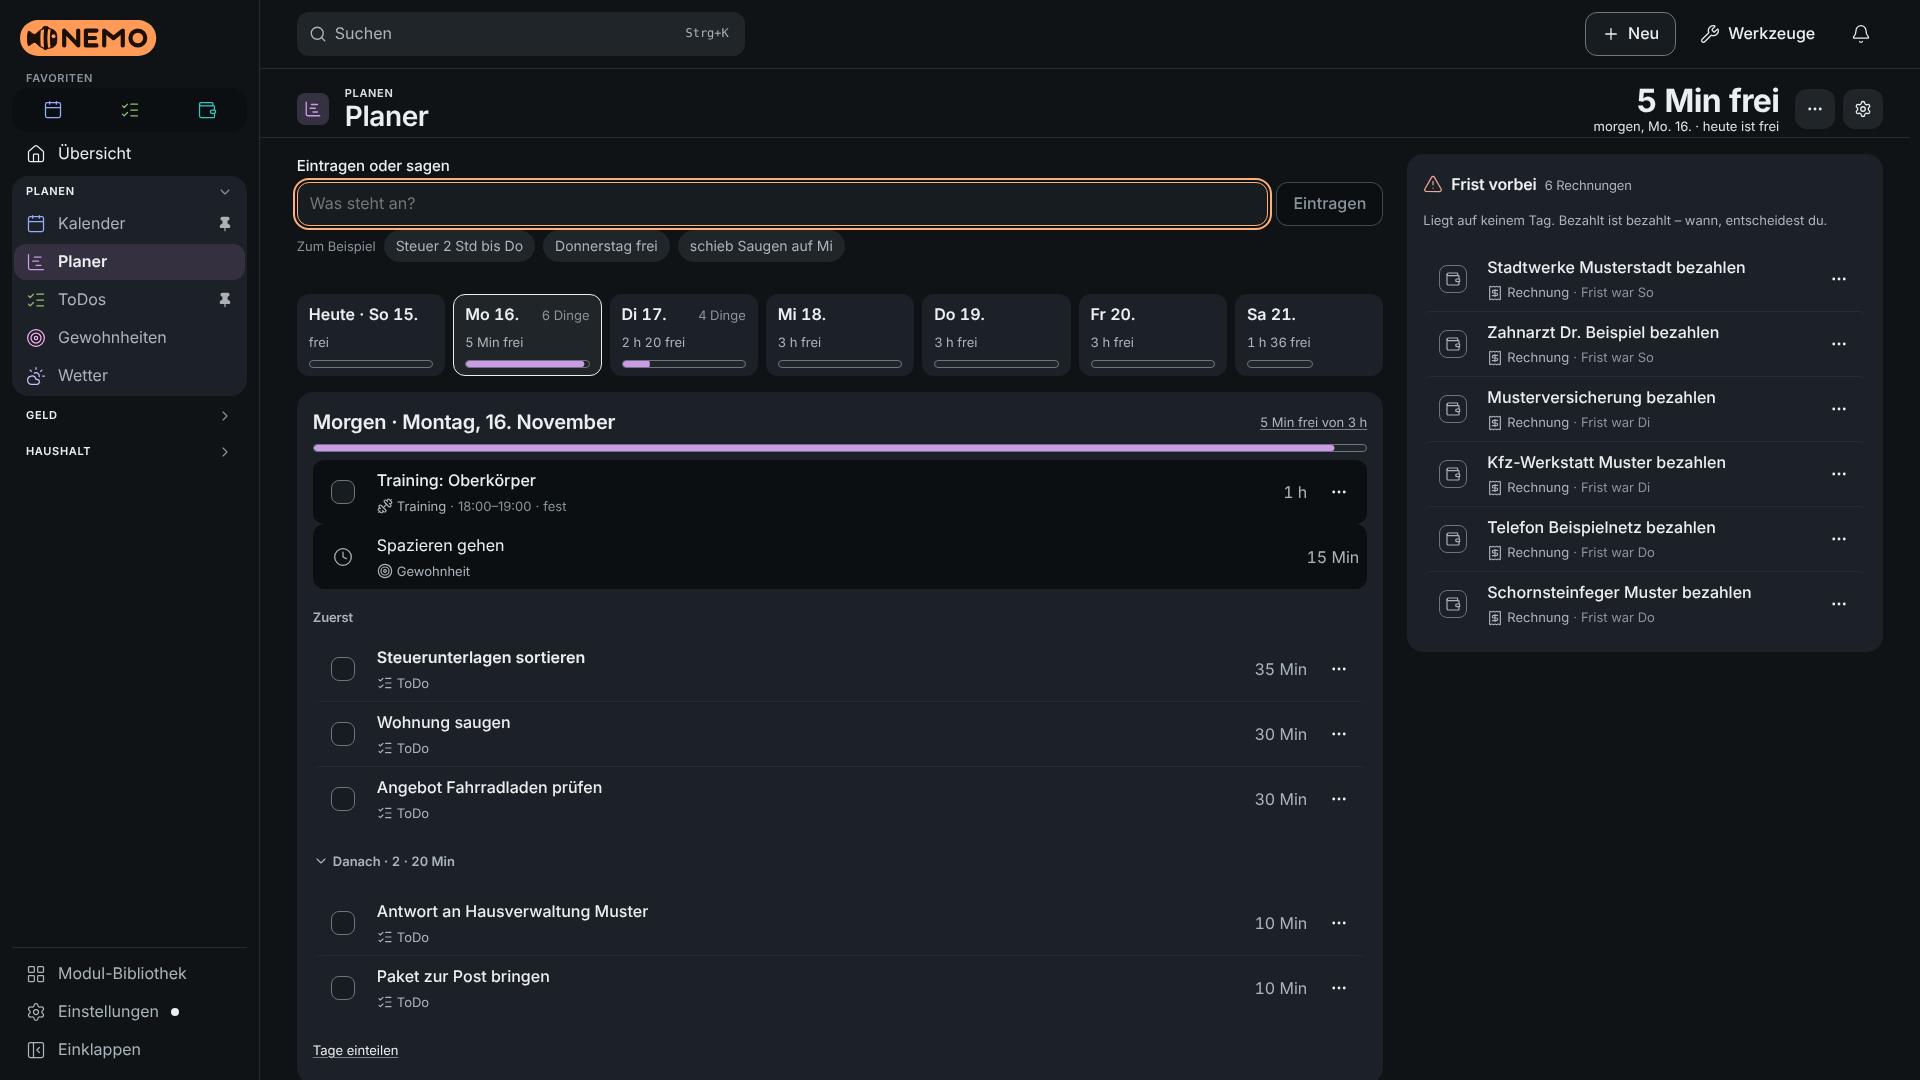 NEMO
FAVORITEN
Übersicht
PLANEN
Kalender
Planer
ToDos
Gewohnheiten
Wetter
GELD
HAUSHALT
Modul-Bibliothek
Einstellungen
Einklappen
Suchen Strg+K
Neu
Werkzeuge
PLANEN
Planer
5 Min frei
morgen, Mo. 16. · heute ist frei
Eintragen oder sagen
Was steht an?
Eintragen
Zum Beispiel Steuer 2 Std bis Do Donnerstag frei schieb Saugen auf Mi
Heute · So 15.
frei
Mo 16. 6 Dinge
5 Min frei
Di 17. 4 Dinge
2 h 20 frei
Mi 18.
3 h frei
Do 19.
3 h frei
Fr 20.
3 h frei
Sa 21.
1 h 36 frei
Morgen · Montag, 16. November 5 Min frei von 3 h
Training: Oberkörper
Training · 18:00–19:00 · fest
1 h
Spazieren gehen
Gewohnheit
15 Min
Zuerst
Steuerunterlagen sortieren
ToDo
35 Min
Wohnung saugen
ToDo
30 Min
Angebot Fahrradladen prüfen
ToDo
30 Min
Danach · 2 · 20 Min
Antwort an Hausverwaltung Muster
ToDo
10 Min
Paket zur Post bringen
ToDo
10 Min
Tage einteilen
Frist vorbei 6 Rechnungen
Liegt auf keinem Tag. Bezahlt ist bezahlt – wann, entscheidest du.
Stadtwerke Musterstadt bezahlen
Rechnung · Frist war So
Zahnarzt Dr. Beispiel bezahlen
Rechnung · Frist war So
Musterversicherung bezahlen
Rechnung · Frist war Di
Kfz-Werkstatt Muster bezahlen
Rechnung · Frist war Di
Telefon Beispielnetz bezahlen
Rechnung · Frist war Do
Schornsteinfeger Muster bezahlen
Rechnung · Frist war Do